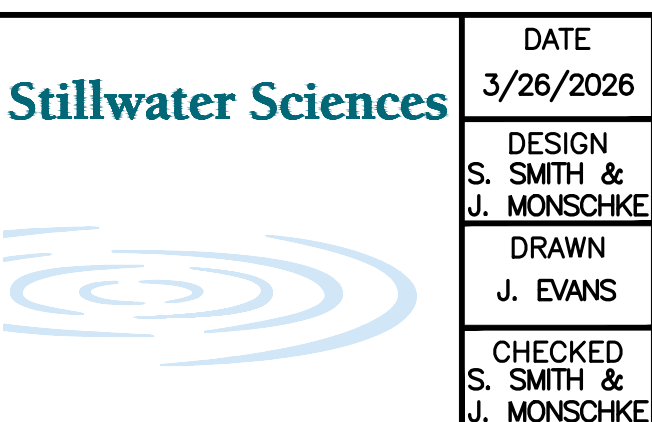 Stillwater Sciences
DATE
3/26/2026
DESIGN
S. SMITH &
J. MONSCHKE
DRAWN
J. EVANS
CHECKED
S. SMITH &
J. MONSCHKE